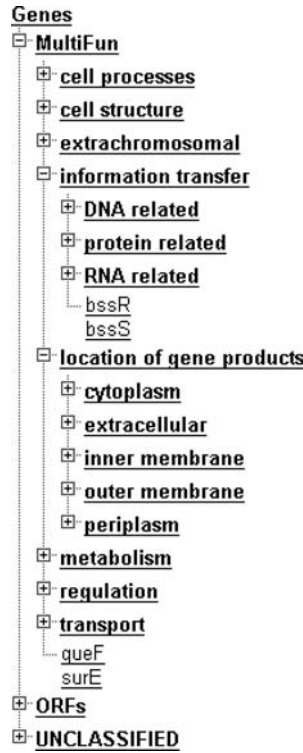 Genes
MultiFun
cell processes
cell structure
extrachromosomal
information transfer
DNA related
protein related
RNA related
bssR
bssS
location of gene products
cytoplasm
extracellular
inner membrane
outer membrane
periplasm
metabolism
regulation
transport
queF
surE
ORFs
UNCLASSIFIED